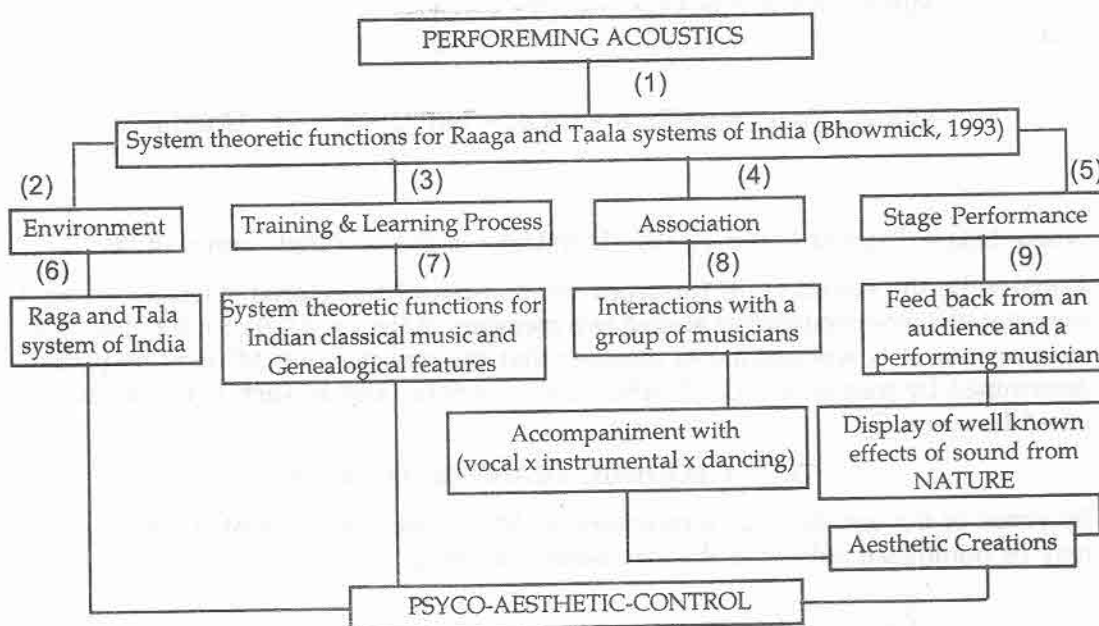 PERFOREMING ACOUSTICS
(1)
System theoretic functions for Raaga and Taala systems of India (Bhowmick, 1993)
(2)
(3)
(4)
(5)
Environment
Training & Learning Process
Association
Stage Performance
(6)
(7)
(8)
(9)
Raga and Tala
system of India
System theoretic functions for
Indian classical music and
Genealogical features
Interactions with a
group of musicians
Feed back from an
audience and a
performing musician
Accompaniment with
(vocal x instrumental x dancing)
Display of well known
effects of sound from
NATURE
Aesthetic Creations
PSYCO-AESTHETIC-CONTROL